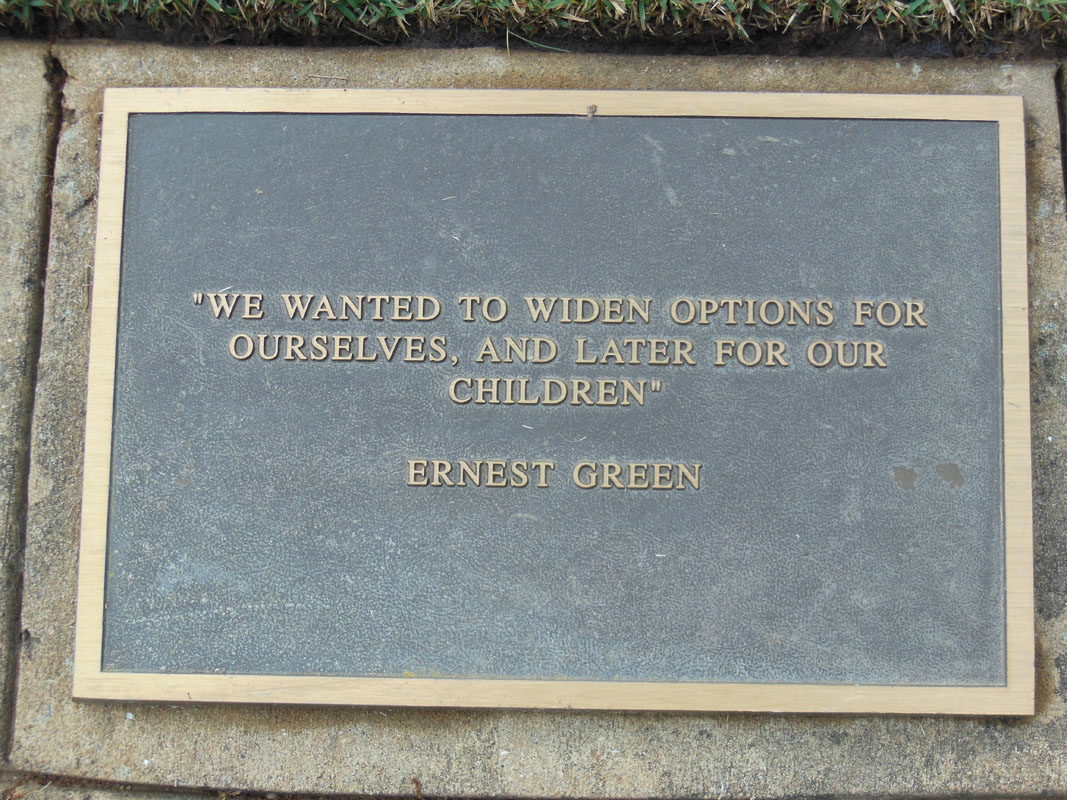 "WE WANTED TO WIDEN OPTIONS FOR
OURSELVES, AND LATER FOR OUR
CHILDREN"
ERNEST GREEN